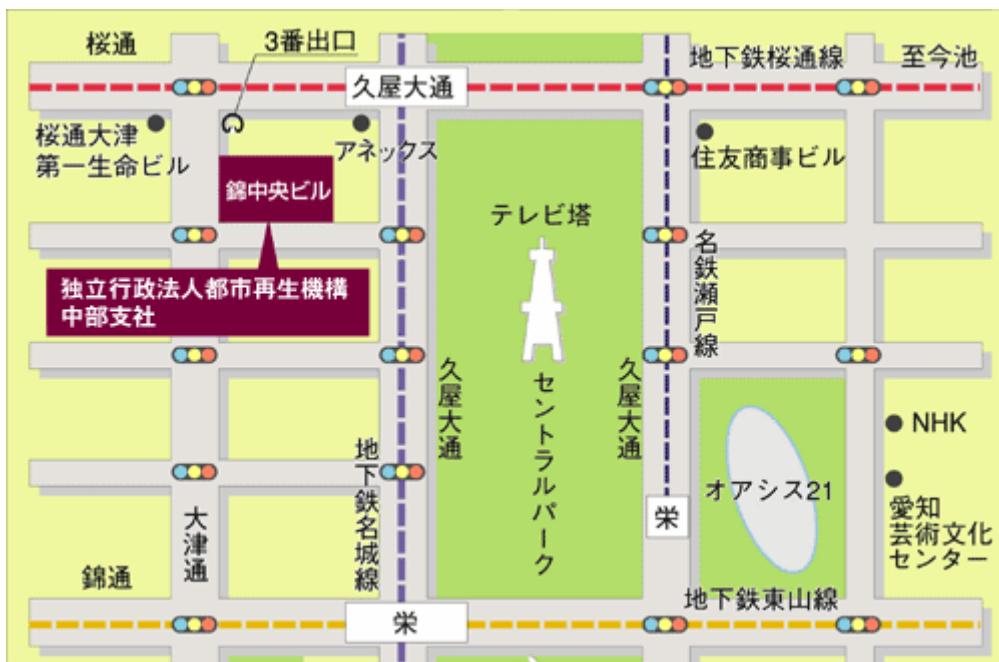 桜通
3番出口
地下鉄桜通線
至今池
久屋大通
桜通大津
第一生命ビル
アネックス
住友商事ビル
錦中央ビル
テレビ塔
名鉄瀬戸線
独立行政法人都市再生機構
中部支社
久屋大通
セントラルパーク
久屋大通
NHK
地下鉄名城線
オアシス21
栄
愛知
芸術文化
センター
大津通
錦通
地下鉄東山線
栄